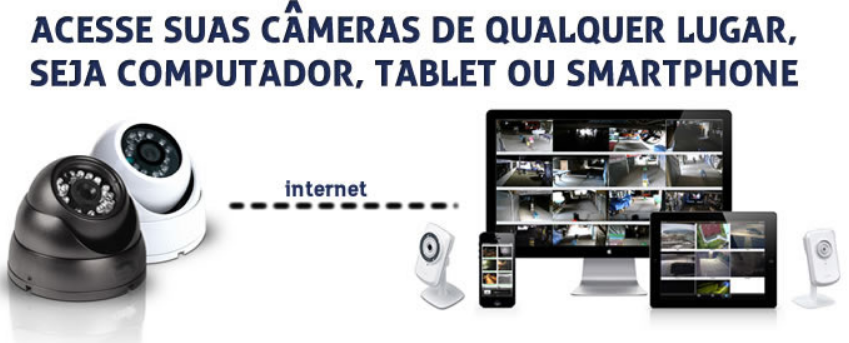 ACESSE SUAS CÂMERAS DE QUALQUER LUGAR,
SEJA COMPUTADOR, TABLET OU SMARTPHONE
internet